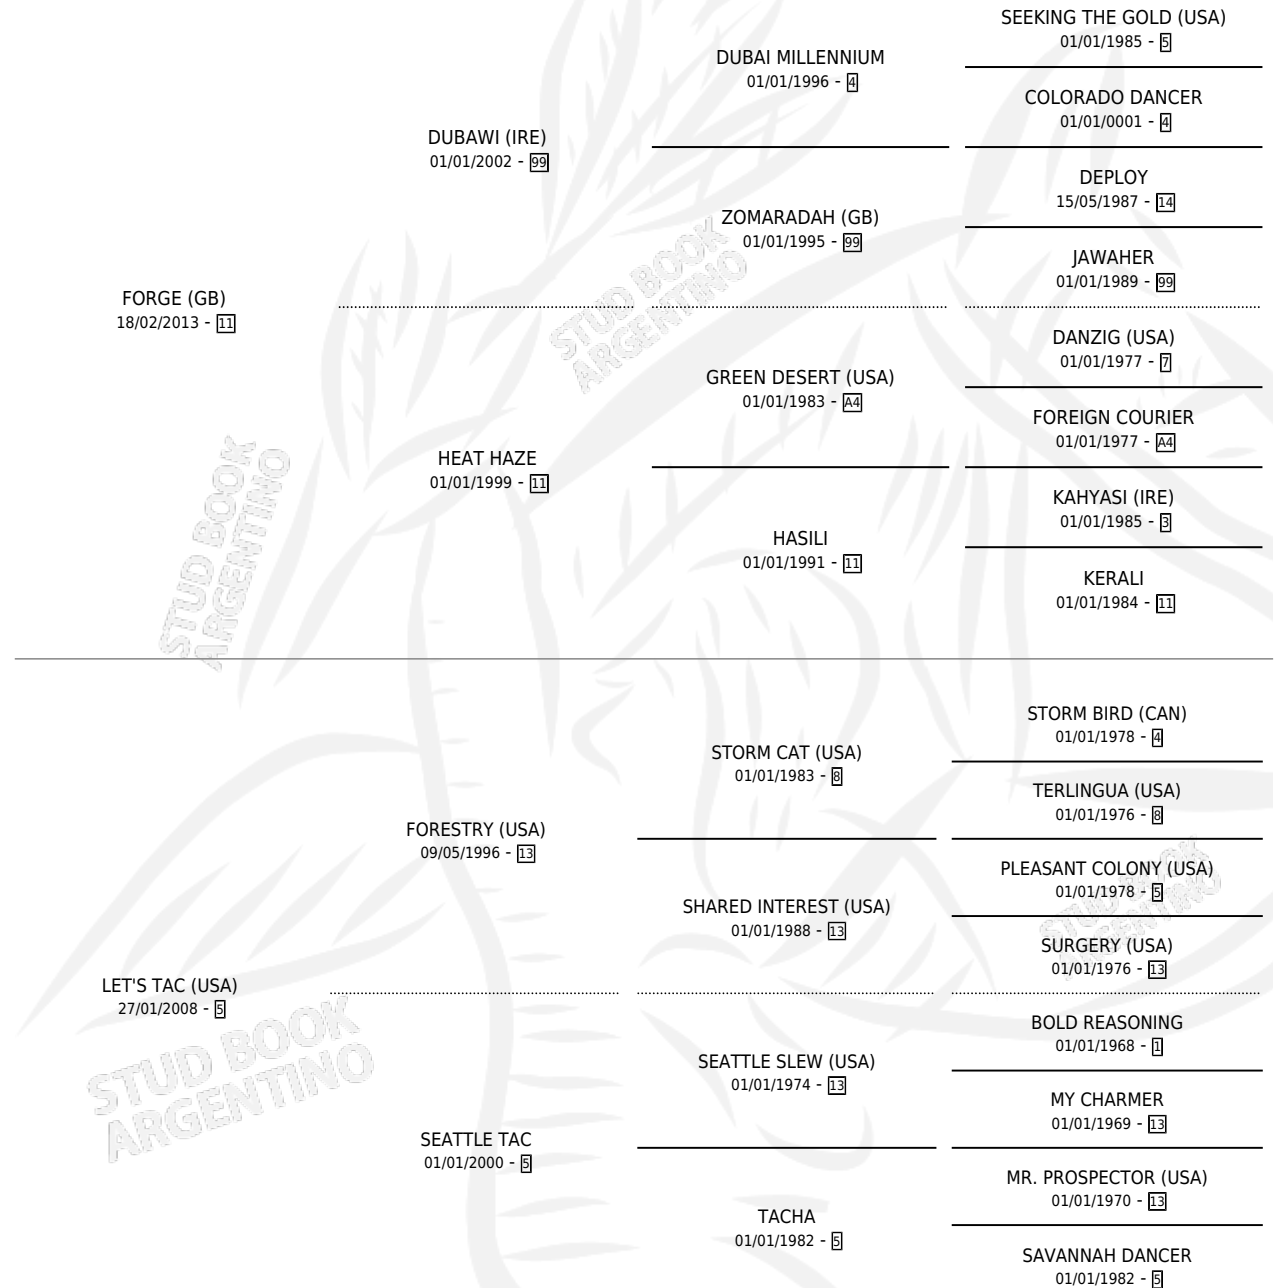 SEEKING THE GOLD (USA)
01/01/1985 - 5
DUBAI MILLENNIUM
01/01/1996 - 4
COLORADO DANCER
01/01/0001 - 4
DUBAWI (IRE)
01/01/2002 - 99
DEPLOY
15/05/1987 - 14
ZOMARADAH (GB)
01/01/1995 - 99
JAWAHER
01/01/1989 - 99
FORGE (GB)
18/02/2013 - 11
DANZIG (USA)
01/01/1977 - 7
GREEN DESERT (USA)
01/01/1983 - A4
FOREIGN COURIER
01/01/1977 - A4
HEAT HAZE
01/01/1999 - 11
KAHYASI (IRE)
01/01/1985 - 3
HASILI
01/01/1991 - 11
KERALI
01/01/1984 - 11
STORM BIRD (CAN)
01/01/1978 - 4
STORM CAT (USA)
01/01/1983 - 8
TERLINGUA (USA)
01/01/1976 - 8
FORESTRY (USA)
09/05/1996 - 13
PLEASANT COLONY (USA)
01/01/1978 - 5
SHARED INTEREST (USA)
01/01/1988 - 13
SURGERY (USA)
01/01/1976 - 13
LET'S TAC (USA)
27/01/2008 - 5
BOLD REASONING
01/01/1968 - 1
SEATTLE SLEW (USA)
01/01/1974 - 13
MY CHARMER
01/01/1969 - 13
SEATTLE TAC
01/01/2000 - 5
MR. PROSPECTOR (USA)
01/01/1970 - 13
TACHA
01/01/1982 - 5
SAVANNAH DANCER
01/01/1982 - 5
STUD BOOK
ARGENTINO
STUD BOOK
ARGENTINO
STUD BOOK
ARGENTINO
STUD BOOK
ARGENTINO